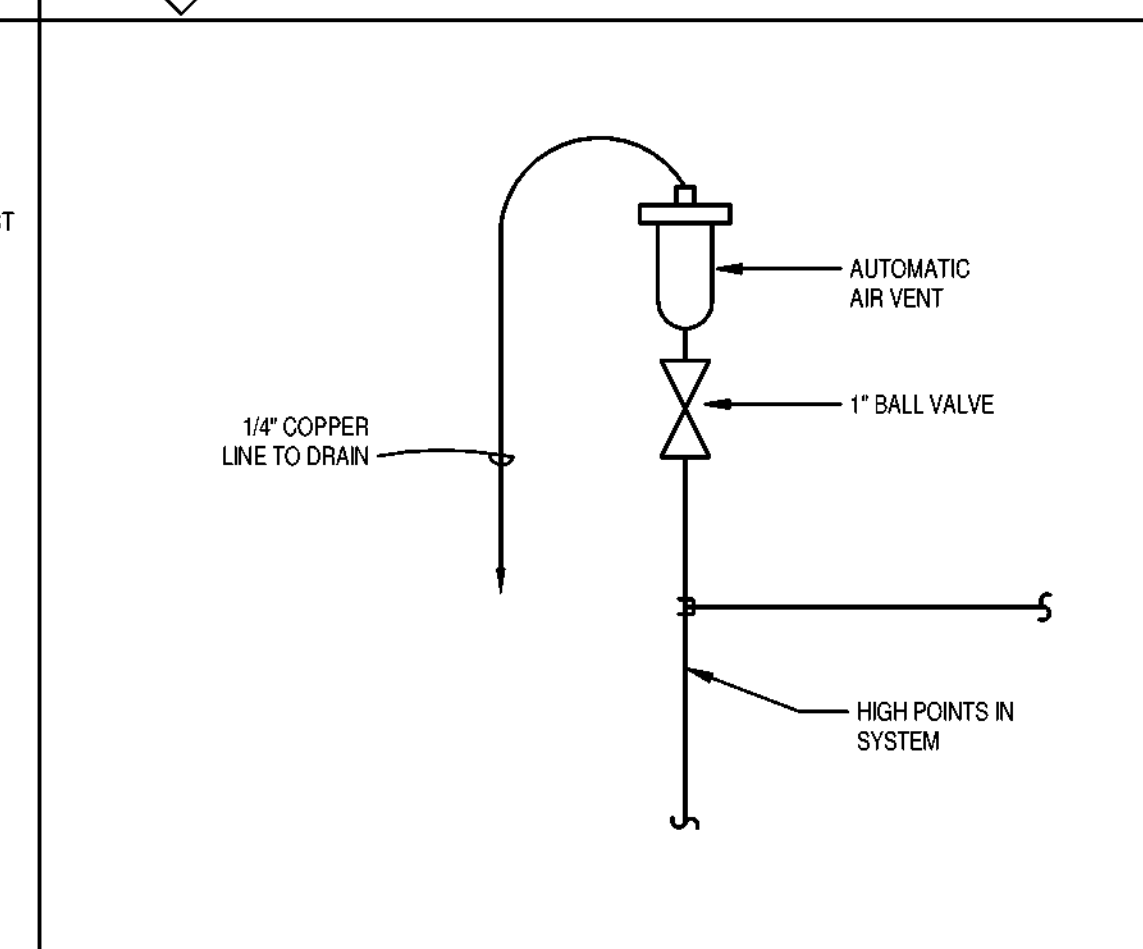 AUTOMATIC
AIR VENT
1" BALL VALVE
1/4" COPPER
LINE TO DRAIN
HIGH POINTS IN
SYSTEM